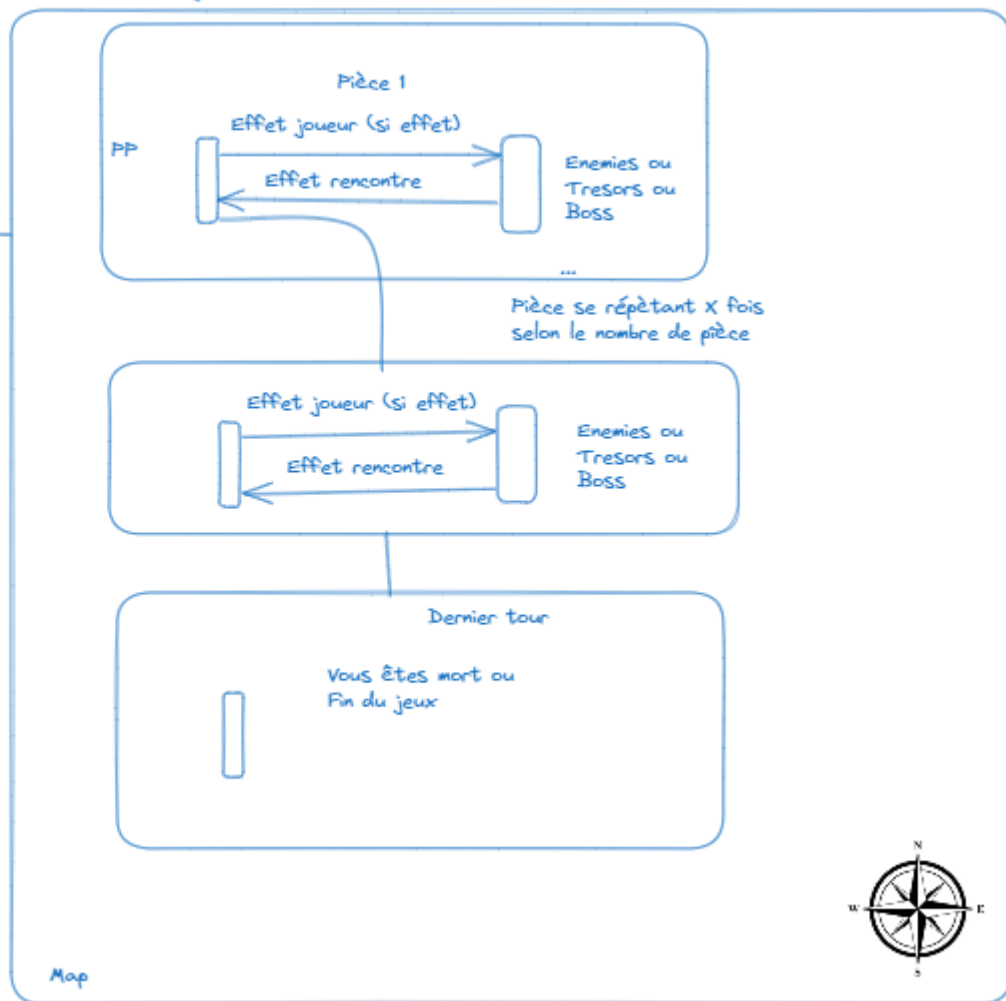 Pièce 1
Effet joueur (si effet)
PP
Effet rencontre
Enemies ou
Tresors ou
Boss
...
Pièce se répètant X fois
selon le nombre de pièce
Effet joueur (si effet)
Effet rencontre
Enemies ou
Tresors ou
Boss
Dernier tour
Vous êtes mort ou
Fin du jeux
N
W
E
S
Map